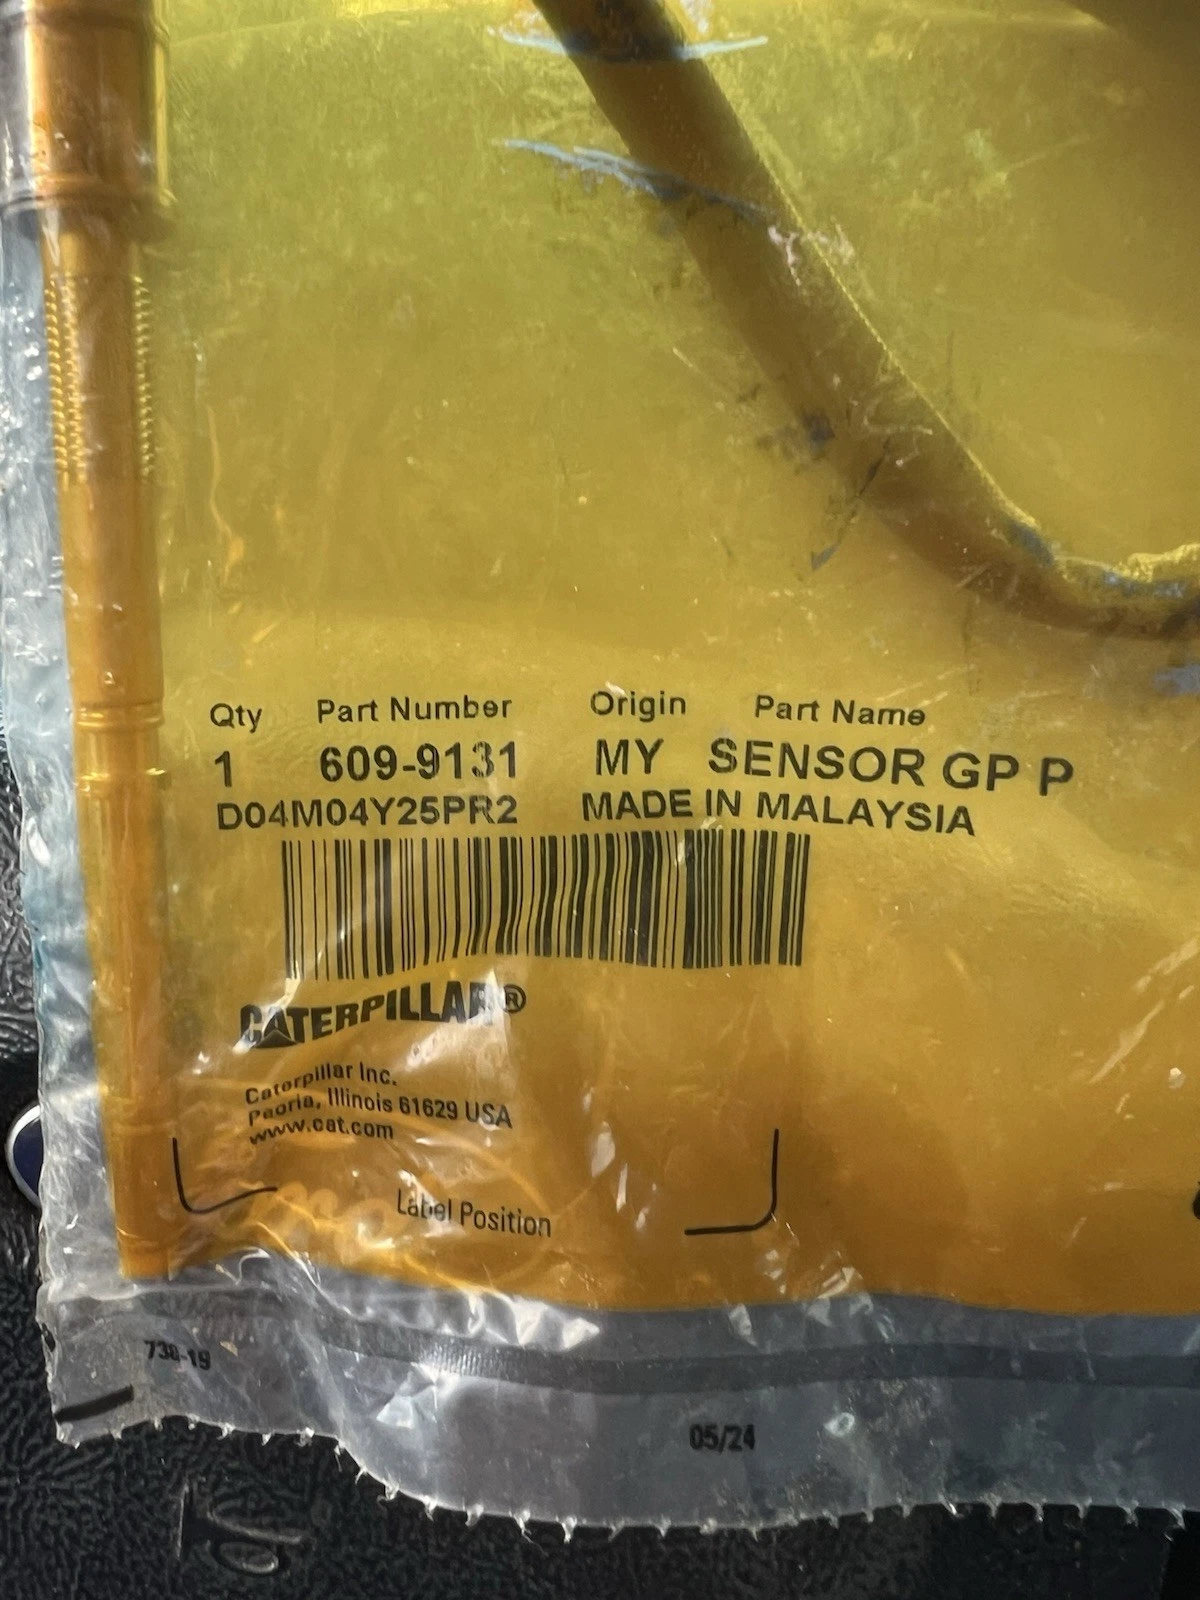 Qty Part Number Origin Part Name
1 609-9131 MY SENSOR GP P
D04M04Y25PR2 MADE IN MALAYSIA
CATERPILLAR®
Caterpillar Inc.
Peoria, Illinois 61629 USA
www.cat.com
Label Position
738-19
05/24